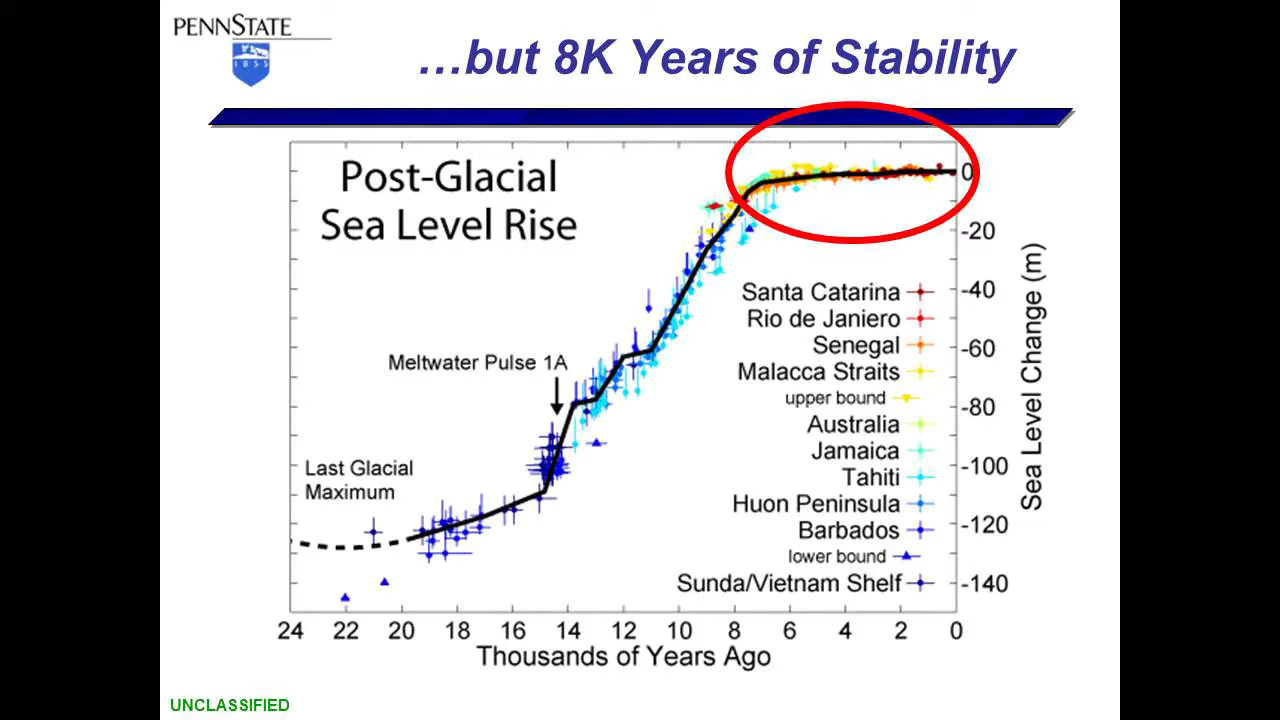 PENNSTATE
1855
…but 8K Years of Stability
Post-Glacial
Sea Level Rise
Meltwater Pulse 1A
Last Glacial
Maximum
Santa Catarina
Rio de Janiero
Senegal
Malacca Straits
upper bound
Australia
Jamaica
Tahiti
Huon Peninsula
Barbados
lower bound
Sunda/Vietnam Shelf
0
-20
-40
-60
-80
-100
-120
-140
Sea Level Change (m)
24 22 20 18 16 14 12 10 8 6 4 2 0
Thousands of Years Ago
UNCLASSIFIED